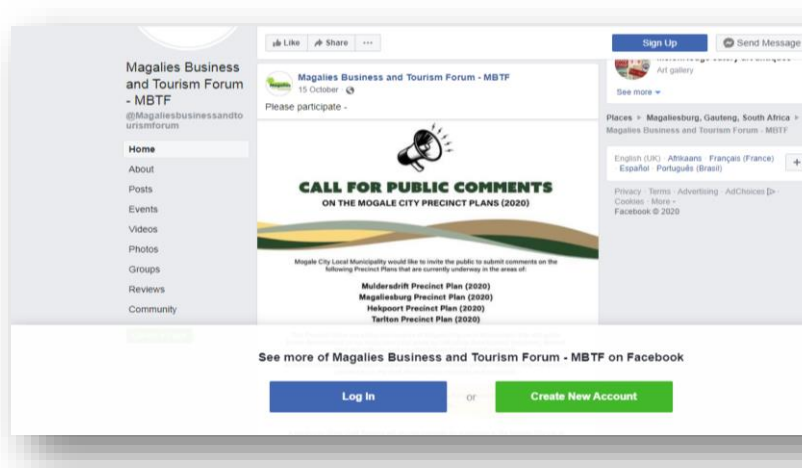 Magalies Business
and Tourism Forum
- MBTF
@Magaliesbusinessandto
urismforum
Home
About
Posts
Events
Videos
Photos
Groups
Reviews
Community
Like
Share
Magalies Business and Tourism Forum - MBTF
15 October
Please participate -
CALL FOR PUBLIC COMMENTS
ON THE MOGALE CITY PRECINCT PLANS (2020)
Mogale City Local Municipality would like to invite the public to submit comments on the
following Precinct Plans that are currently underway in the areas of:
Muldersdrift Precinct Plan (2020)
Magaliesburg Precinct Plan (2020)
Hekpoort Precinct Plan (2020)
Tarlton Precinct Plan (2020)
Sign Up
Send Message
Art gallery
See more
Places Magaliesburg, Gauteng, South Africa
Magalies Business and Tourism Forum - MBTF
English (UK) · Afrikaans · Français (France)
· Español · Português (Brasil)
Privacy · Terms · Advertising · AdChoices ·
Cookies · More
Facebook © 2020
See more of Magalies Business and Tourism Forum - MBTF on Facebook
Log In
or
Create New Account